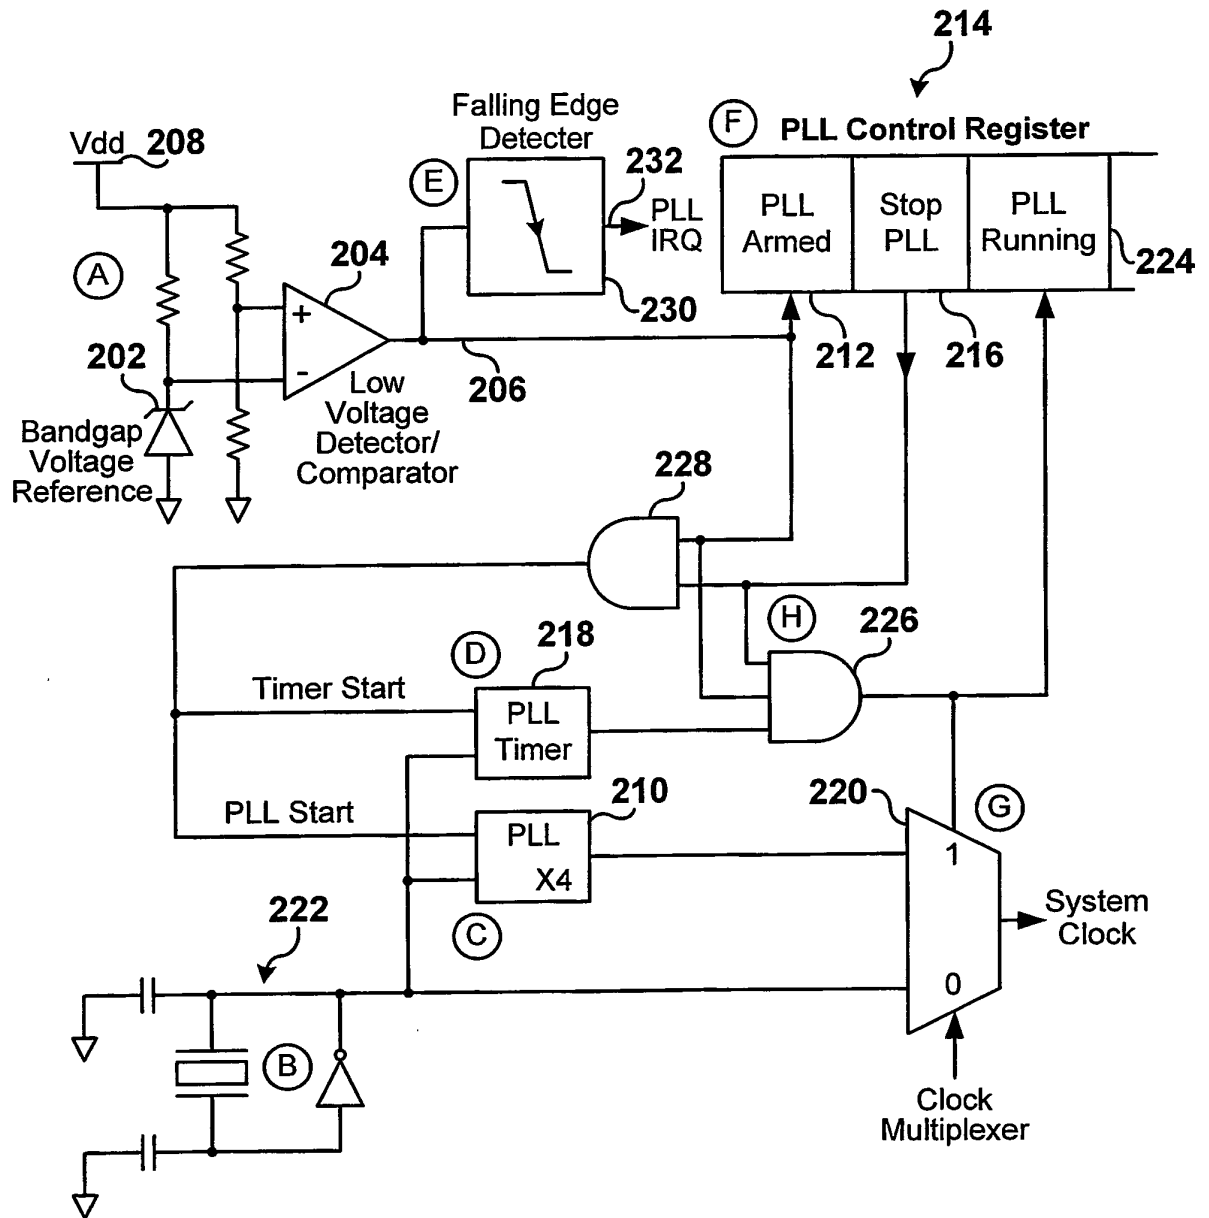 214
Falling Edge
Detecter
F PLL Control Register
Vdd 208
E
232
PLL
IRQ
PLL
Armed
Stop
PLL
PLL
Running
224
A
204
230
212
216
+
-
202
206
Low
Voltage
Detector/
Comparator
Bandgap
Voltage
Reference
228
H
226
D
218
Timer Start
PLL
Timer
210
220
G
PLL Start
PLL
X4
1
222
C
System
Clock
0
B
Clock
Multiplexer